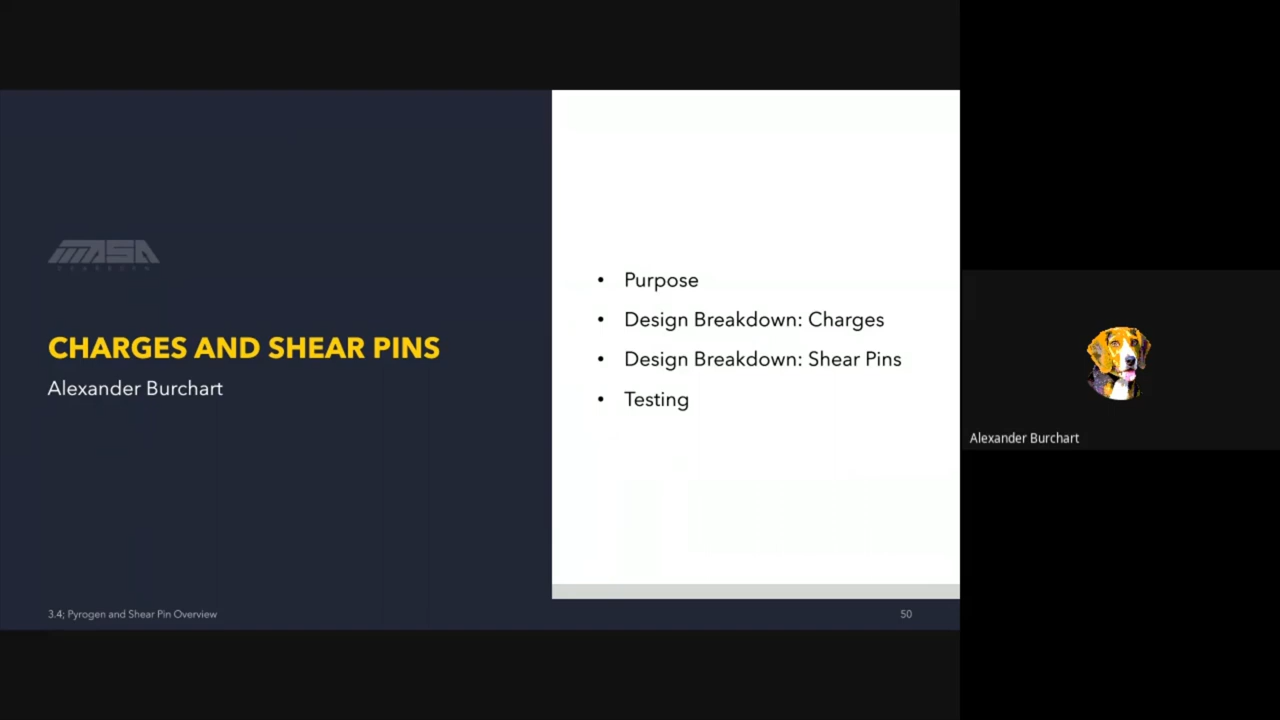 MASA
CHARGES AND SHEAR PINS
Alexander Burchart
3.4; Pyrogen and Shear Pin Overview
• Purpose
• Design Breakdown: Charges
• Design Breakdown: Shear Pins
• Testing
50
Alexander Burchart